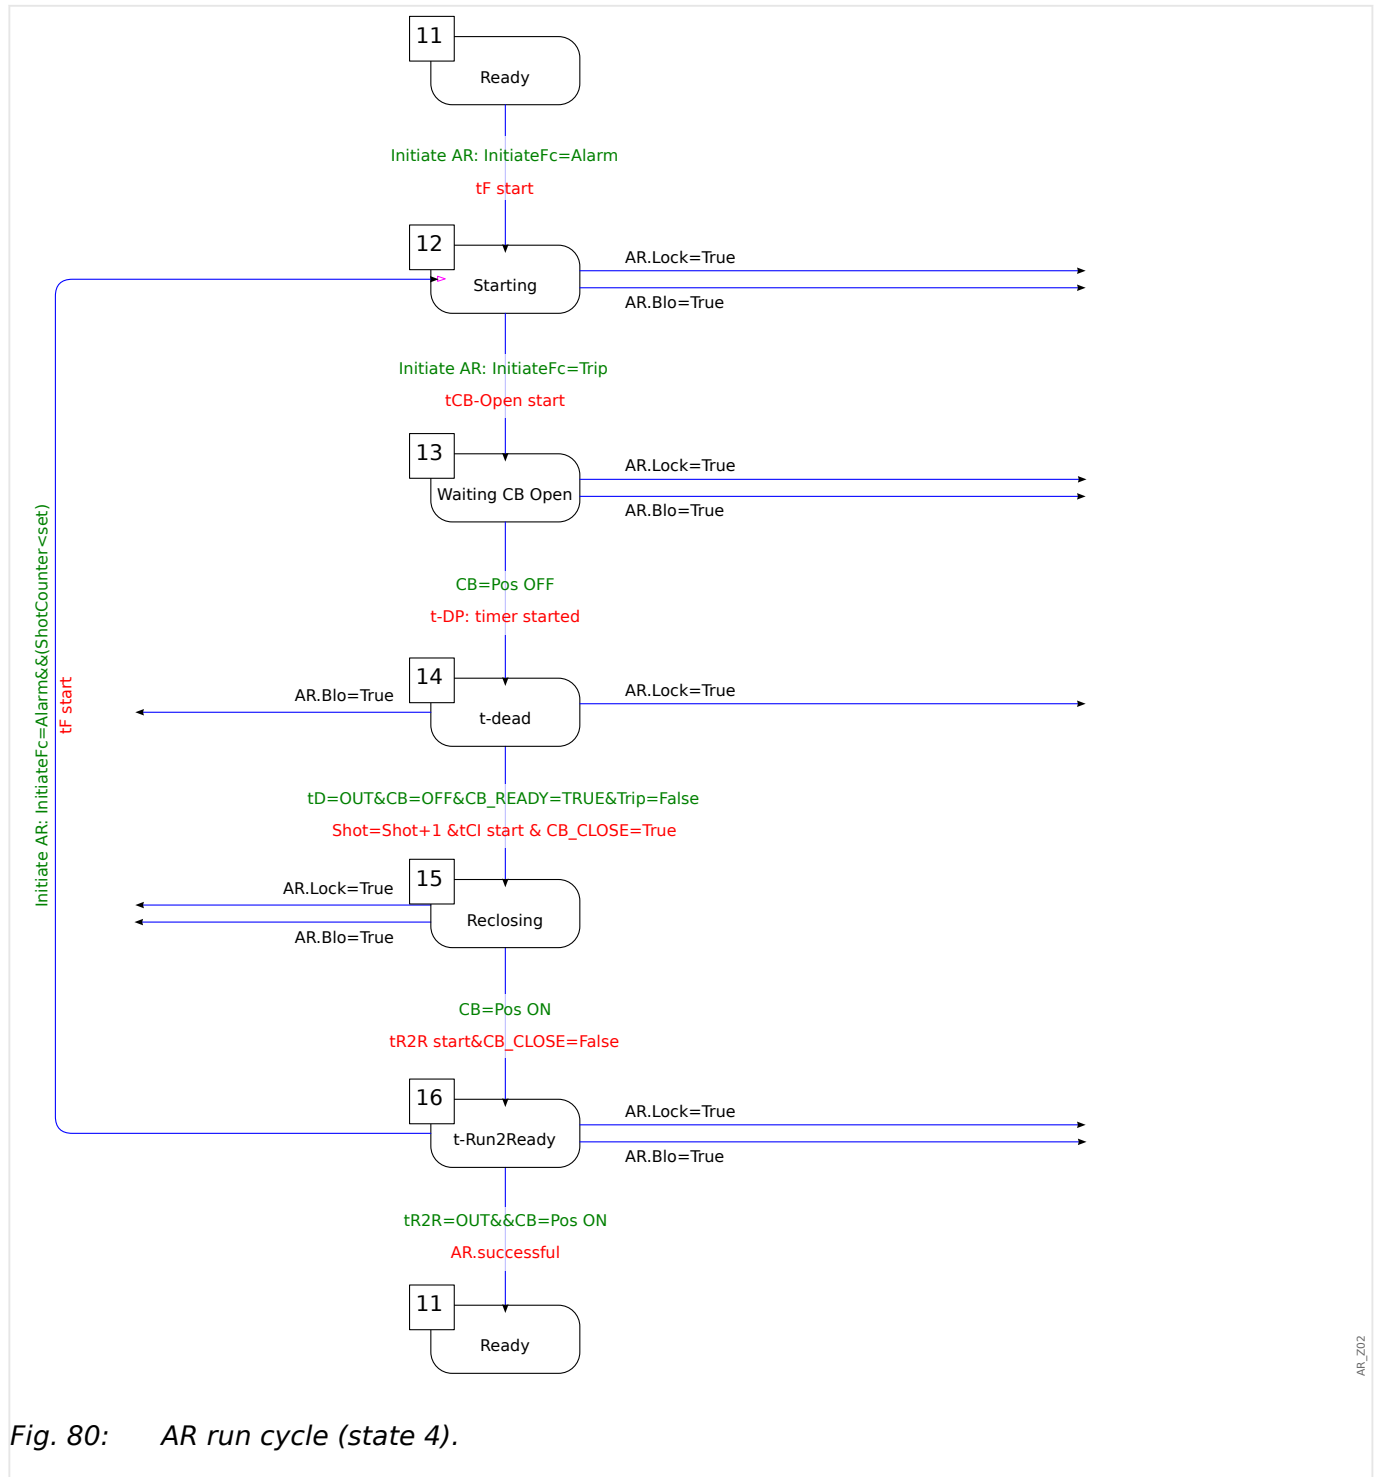 11
Ready
Initiate AR: InitiateFc=Alarm
tF start
12
Starting
AR.Lock=True
AR.Blo=True
Initiate AR: InitiateFc=Trip
tCB-Open start
13
Waiting CB Open
AR.Lock=True
AR.Blo=True
Initiate AR: InitiateFc=Alarm&&(ShotCounter<set)
tF start
CB=Pos OFF
t-DP: timer started
14
t-dead
AR.Blo=True
AR.Lock=True
tD=OUT&CB=OFF&CB_READY=TRUE&Trip=False
Shot=Shot+1 &tCl start & CB_CLOSE=True
15
Reclosing
AR.Lock=True
AR.Blo=True
CB=Pos ON
tR2R start&CB_CLOSE=False
16
t-Run2Ready
AR.Lock=True
AR.Blo=True
tR2R=OUT&&CB=Pos ON
AR.successful
11
Ready
AR_Z02
Fig. 80: AR run cycle (state 4).